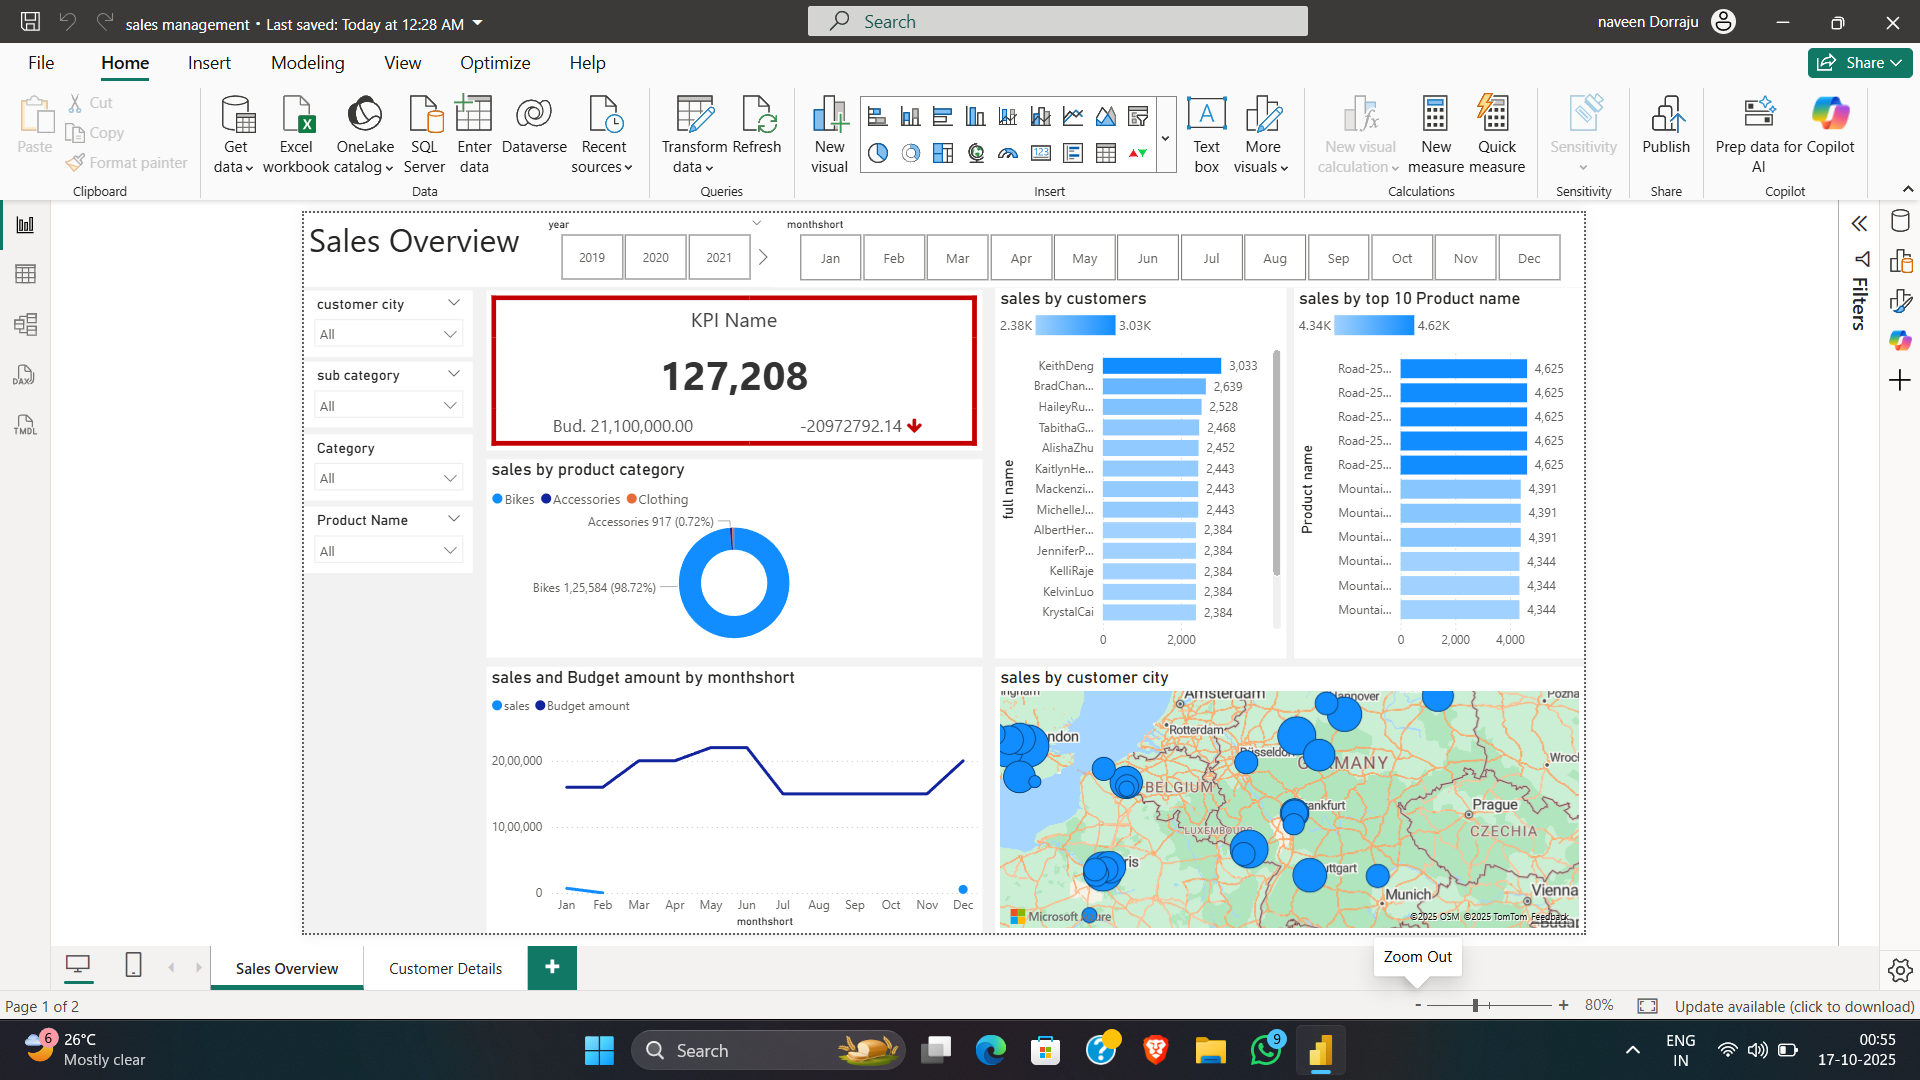 sales management • Last saved: Today at 12:28 AM
Search
naveen Dorraju
File
Home
Insert
Modeling
View
Optimize
Help
Share
Paste
Cut
Copy
Format painter
Clipboard
Get data
Excel workbook
OneLake catalog
SQL Server
Enter data
Dataverse
Recent sources
Data
Transform data
Refresh
Queries
New visual
Text box
More visuals
Insert
New visual calculation
New measure
Quick measure
Calculations
Sensitivity
Sensitivity
Publish
Share
Prep data for AI
Copilot
Copilot
DAX
TMDL
Filters
Sales Overview
year
2019
2020
2021
monthshort
Jan
Feb
Mar
Apr
May
Jun
Jul
Aug
Sep
Oct
Nov
Dec
customer city
All
sub category
All
Category
All
Product Name
All
KPI Name
127,208
Bud. 21,100,000.00
-20972792.14
sales by product category
Bikes
Accessories
Clothing
Accessories 917 (0.72%)
Bikes 1,25,584 (98.72%)
sales by customers
2.38K
3.03K
full name
KeithDeng 3,033
BradChan... 2,639
HaileyRu... 2,528
TabithaG... 2,468
AlishaZhu 2,452
KaitlynHe... 2,443
Mackenzi... 2,443
MichelleJ... 2,443
AlbertHer... 2,384
JenniferP... 2,384
KelliRaje 2,384
KelvinLuo 2,384
KrystalCai 2,384
0 2,000
sales by top 10 Product name
4.34K
4.62K
Product name
Road-25... 4,625
Road-25... 4,625
Road-25... 4,625
Road-25... 4,625
Road-25... 4,625
Mountai... 4,391
Mountai... 4,391
Mountai... 4,391
Mountai... 4,344
Mountai... 4,344
Mountai... 4,344
0 2,000 4,000
sales and Budget amount by monthshort
sales
Budget amount
20,00,000
10,00,000
0
Jan Feb Mar Apr May Jun Jul Aug Sep Oct Nov Dec
monthshort
sales by customer city
Amsterdam
Rotterdam
BELGIUM
LUXEMBOURG
Prague
CZECHIA
Munich
Vienna
Microsoft
©2025 OSM ©2025 TomTom Feedback
Sales Overview
Customer Details
Zoom Out
Page 1 of 2
80%
Update available (click to download)
6
26°C
Mostly clear
Search
9
ENG
IN
00:55
17-10-2025